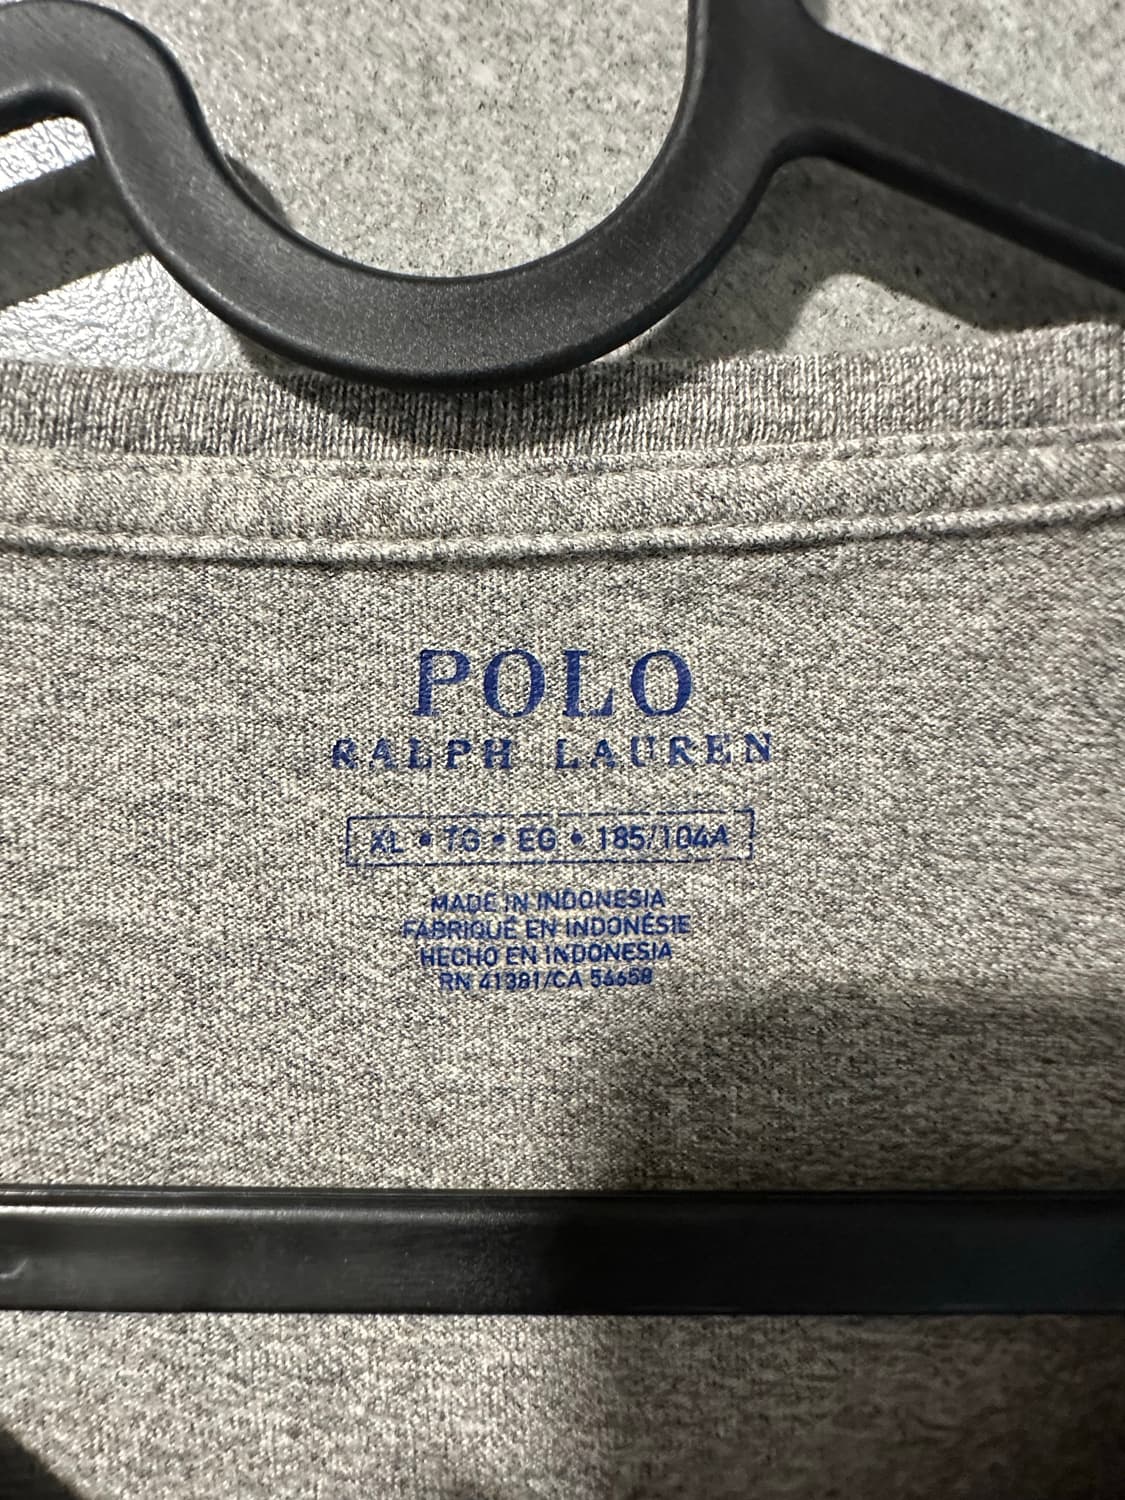 POLO
RALPH LAUREN
XL • TG • EG • 185/104A
MADE IN INDONESIA
FABRIQUÉ EN INDONÉSIE
HECHO EN INDONESIA
RN 41381/CA 54658